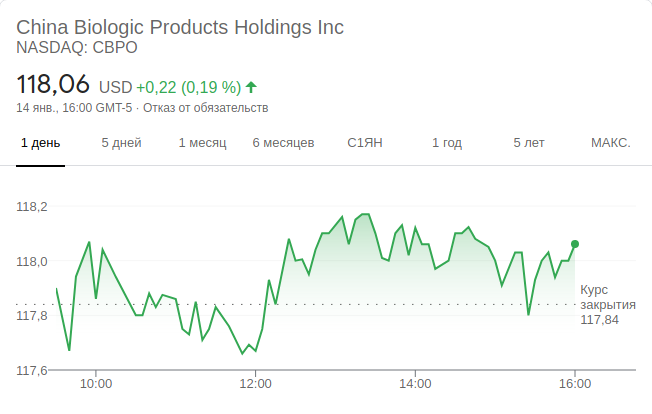 China Biologic Products Holdings Inc
NASDAQ: CBPO
118,06 USD +0,22 (0,19 %)
14 янв., 16:00 GMT-5 · Отказ от обязательств
1 день 5 дней 1 месяц 6 месяцев С1ЯН 1 год 5 лет МАКС.
118,2
118,0
Курс
закрытия
117,84
117,8
117,6
10:00 12:00 14:00 16:00